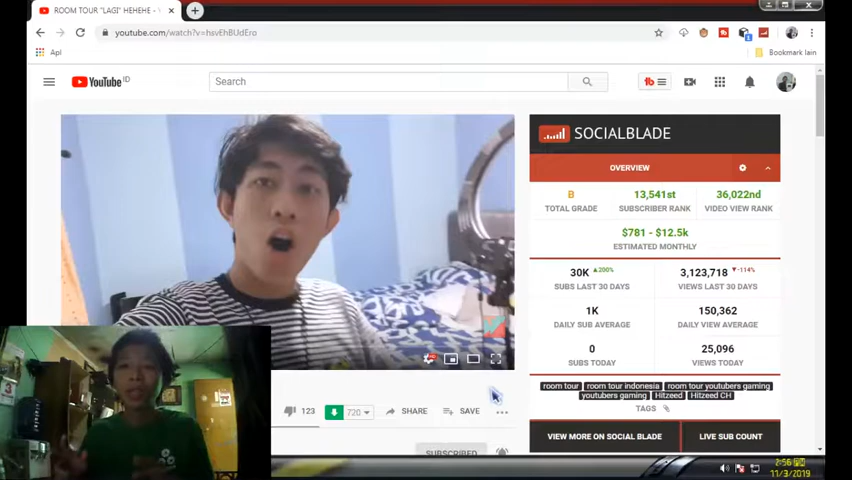 ROOM TOUR "LAGI" HEHEHE -
youtube.com/watch?v=hsvEhBUdEro
Apl
Bookmark lain
YouTube ID
Search
SOCIALBLADE
OVERVIEW
B
13,541st
36,022nd
TOTAL GRADE
SUBSCRIBER RANK
VIDEO VIEW RANK
$781 - $12.5k
ESTIMATED MONTHLY
30K ▲200%
3,123,718 ▼-114%
SUBS LAST 30 DAYS
VIEWS LAST 30 DAYS
1K
150,362
DAILY SUB AVERAGE
DAILY VIEW AVERAGE
0
25,096
SUBS TODAY
VIEWS TODAY
room tour room tour indonesia room tour youtubers gaming
youtubers gaming Hitzeed Hitzeed CH
TAGS
123
720
SHARE
SAVE
VIEW MORE ON SOCIAL BLADE
LIVE SUB COUNT
SUBSCRIBED
2:56 PM
11/3/2019